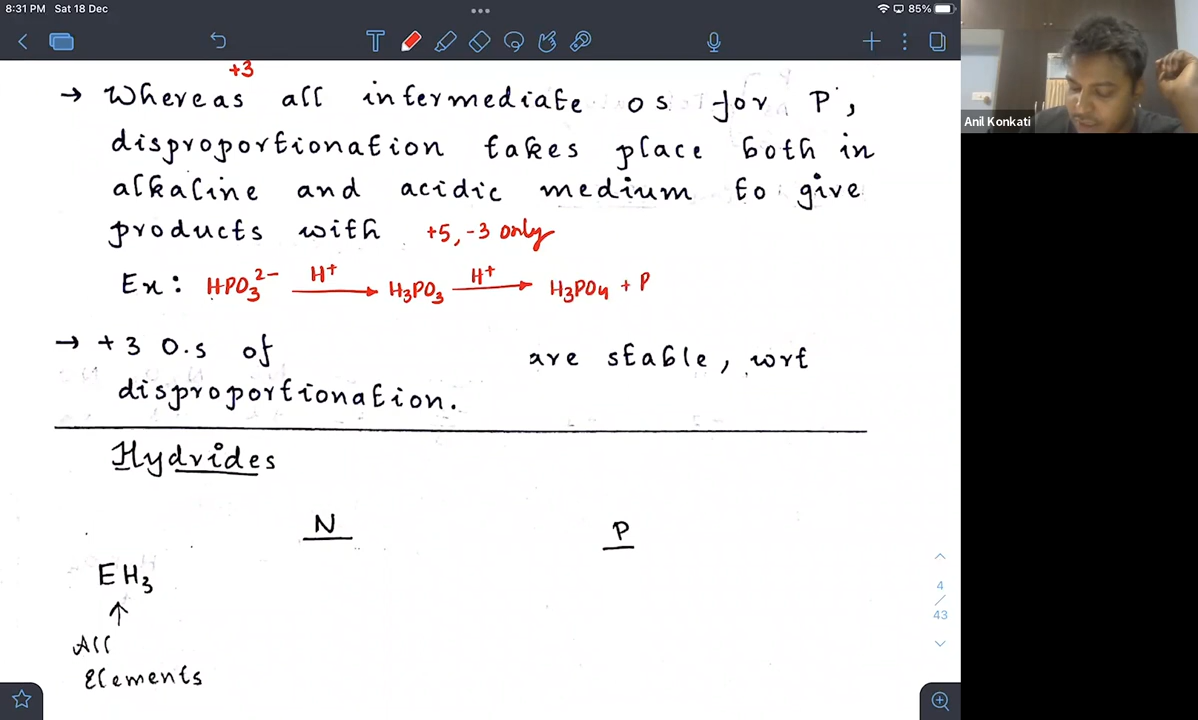 8:31 PM Sat 18 Dec
85%
T
Anil Konkati
+3
→ Whereas all intermediate os for P,
disproportionation takes place both in
alkaline and acidic medium to give
products with +5, -3 only
Ex: HPO₃²⁻ H⁺ → H₃PO₃ H⁺ → H₃PO₄ + P
→ +3 O.s of are stable, wrt
disproportionation.
Hydrides
N P
EH₃
↑
All
Elements
4
/
43